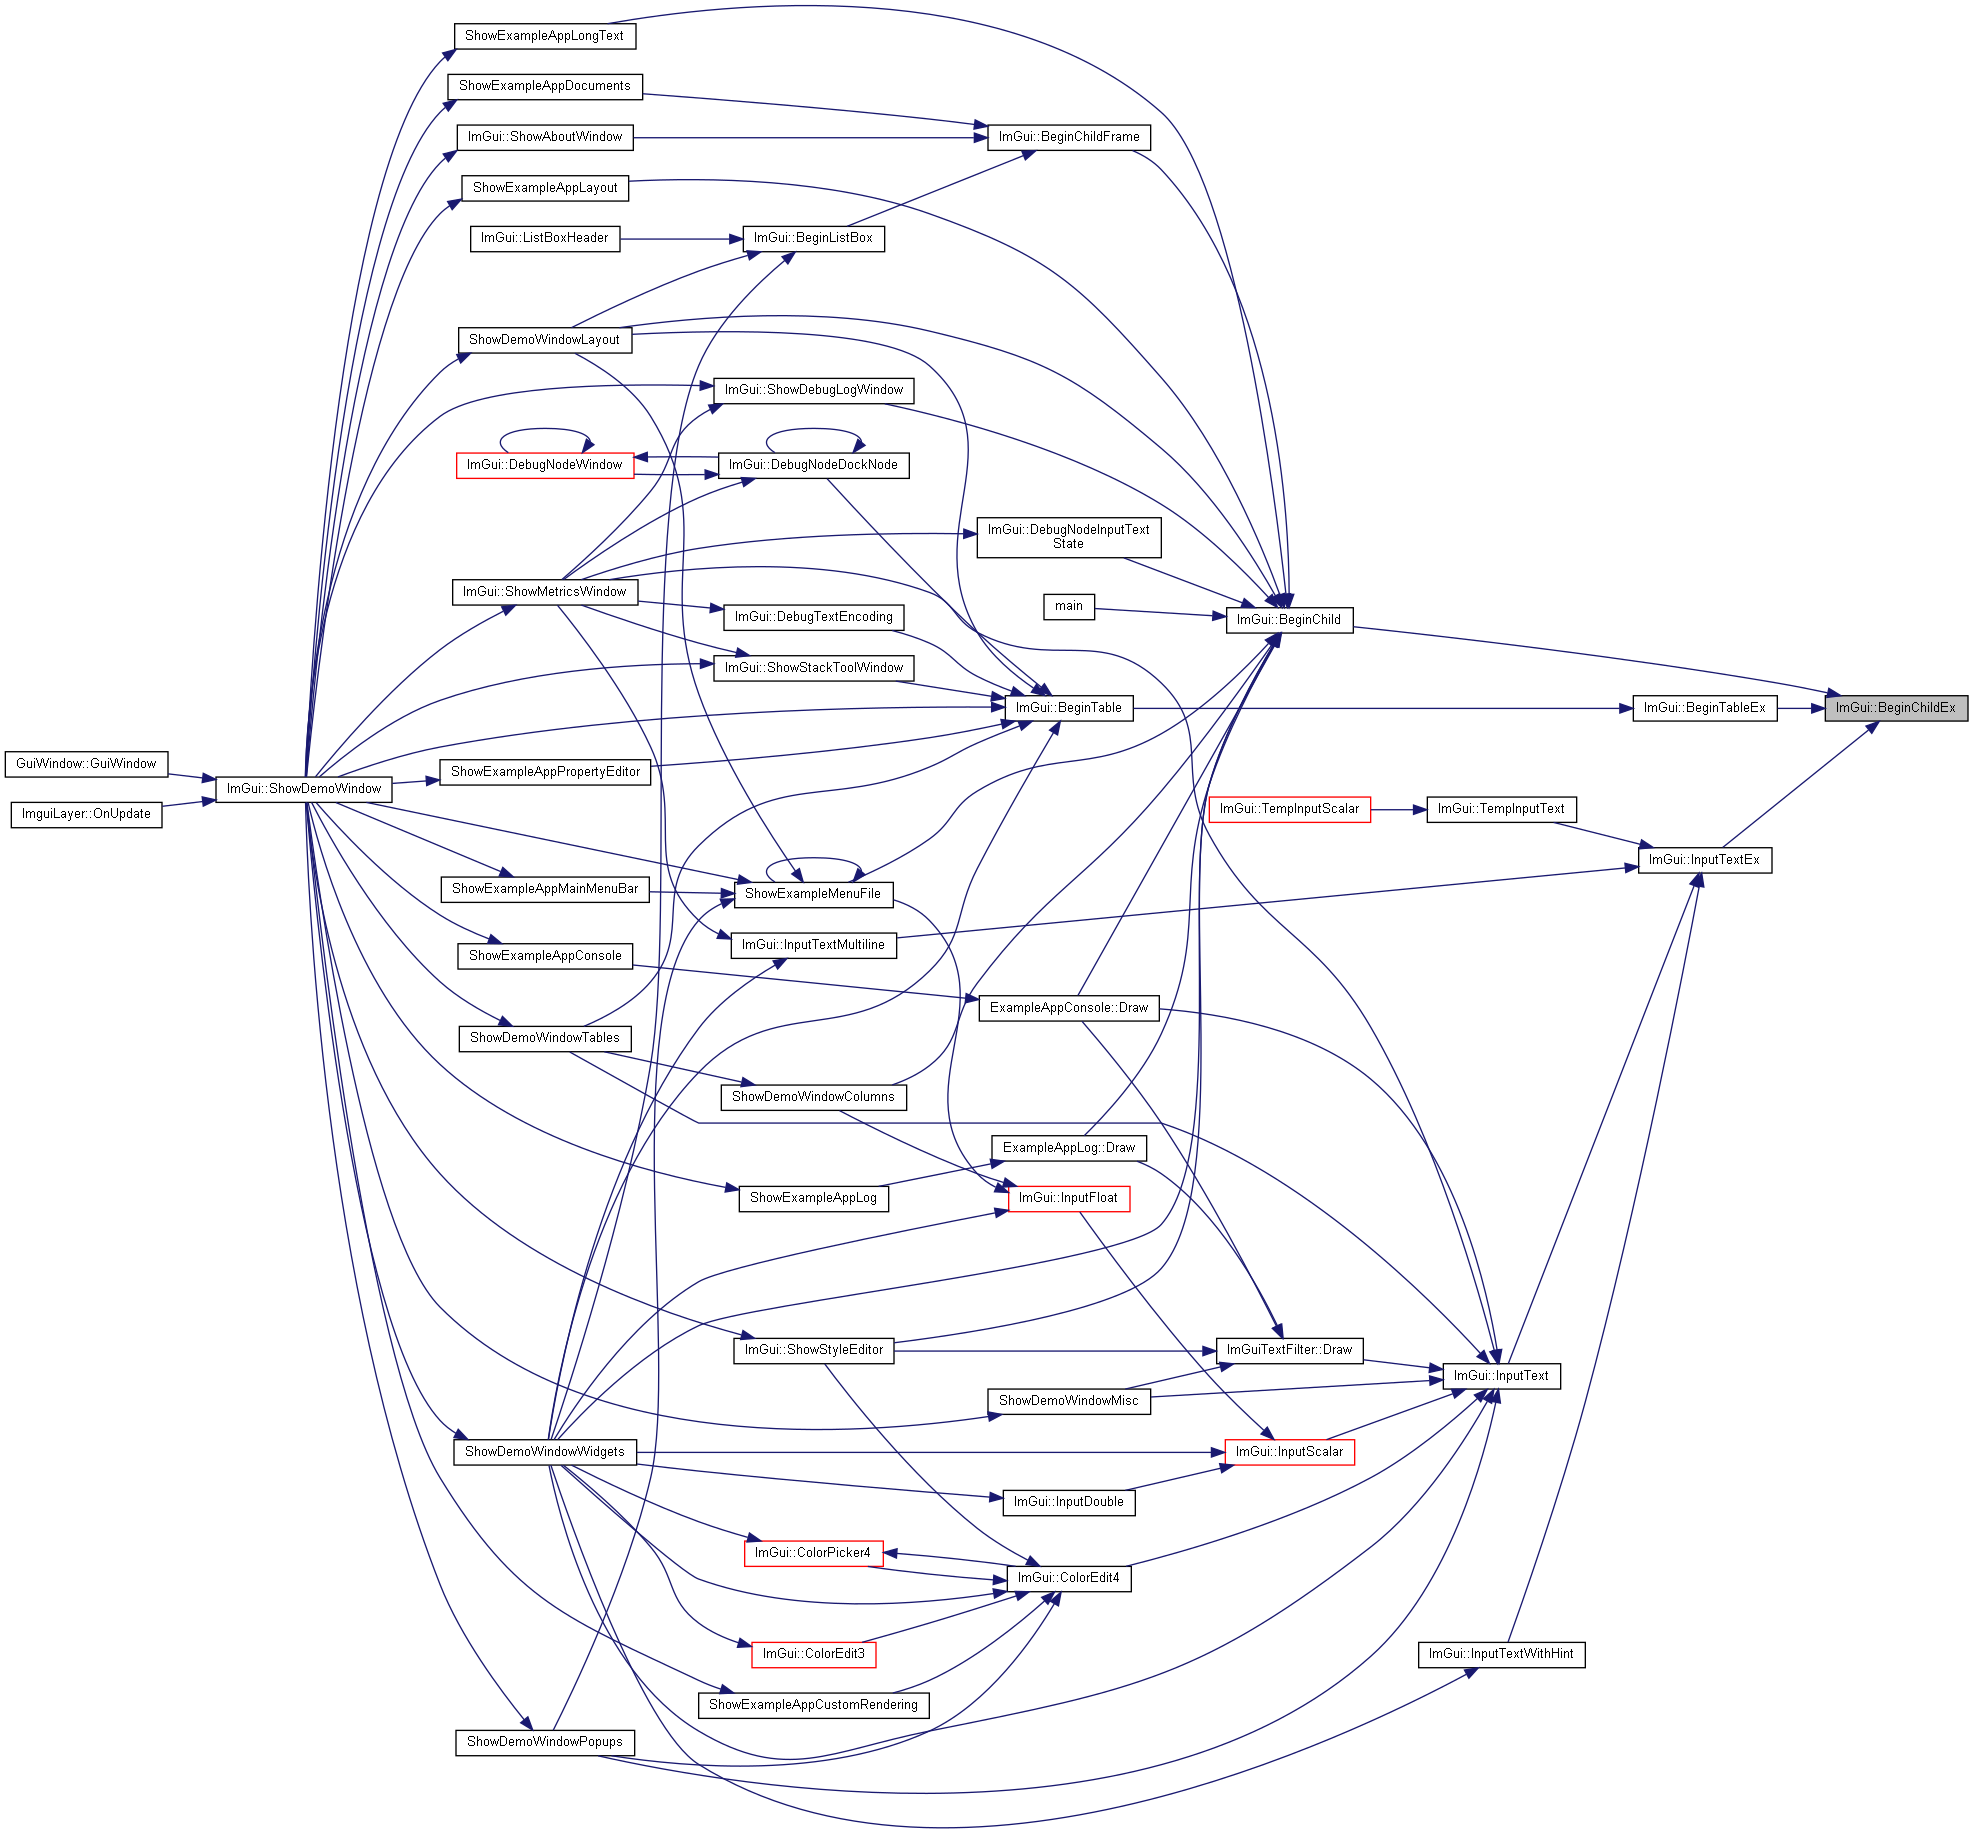 ShowExampleAppLongText
ShowExampleAppDocuments
ImGui::ShowAboutWindow
ImGui::BeginChildFrame
ShowExampleAppLayout
ImGui::ListBoxHeader
ImGui::BeginListBox
ShowDemoWindowLayout
ImGui::ShowDebugLogWindow
ImGui::DebugNodeWindow
ImGui::DebugNodeDockNode
ImGui::DebugNodeInputText
State
ImGui::ShowMetricsWindow
main
ImGui::DebugTextEncoding
ImGui::BeginChild
ImGui::ShowStackToolWindow
ImGui::BeginTable
ImGui::BeginTableEx
ImGui::BeginChildEx
GuiWindow::GuiWindow
ShowExampleAppPropertyEditor
ImGui::ShowDemoWindow
ImGui::TempInputScalar
ImGui::TempInputText
ImguiLayer::OnUpdate
ImGui::InputTextEx
ShowExampleAppMainMenuBar
ShowExampleMenuFile
ImGui::InputTextMultiline
ShowExampleAppConsole
ExampleAppConsole::Draw
ShowDemoWindowTables
ShowDemoWindowColumns
ExampleAppLog::Draw
ShowExampleAppLog
ImGui::InputFloat
ImGui::ShowStyleEditor
ImGuiTextFilter::Draw
ImGui::InputText
ShowDemoWindowMisc
ShowDemoWindowWidgets
ImGui::InputScalar
ImGui::InputDouble
ImGui::ColorPicker4
ImGui::ColorEdit4
ImGui::ColorEdit3
ImGui::InputTextWithHint
ShowExampleAppCustomRendering
ShowDemoWindowPopups